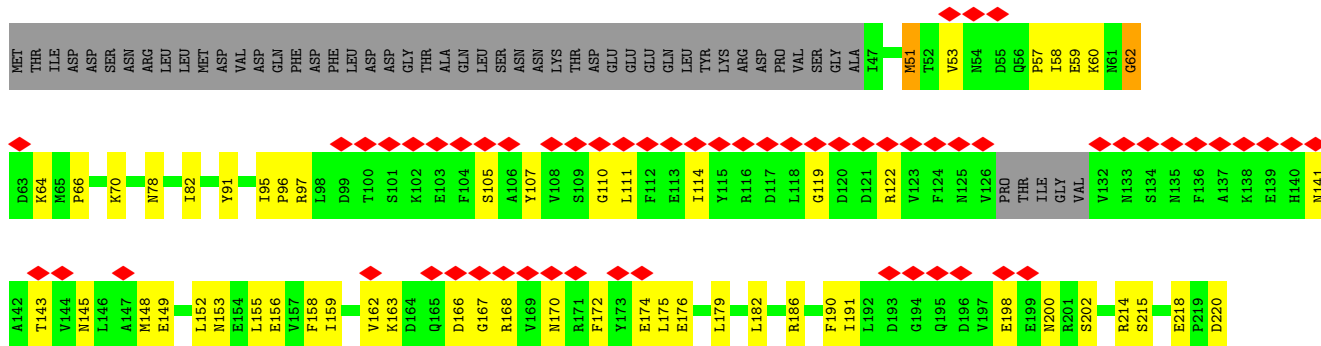 MET THR ILE ASP ASP SER ASN ARG LEU LEU MET ASP VAL ASP GLN PHE ASP PHE LEU ASP ASP GLY THR ALA GLN LEU SER ASN ASN LYS THR ASP GLU GLU GLU GLN LEU TYR LYS ARG ASP PRO VAL SER GLY ALA I47 M51 T52 V53 N54 D55 Q56 P57 I58 E59 K60 N61 G62
D63 K64 M65 P66 K70 N78 I82 Y91 I95 P96 R97 L98 D99 T100 S101 K102 E103 F104 S105 A106 Y107 V108 S109 G110 L111 F112 E113 I114 Y115 R116 D117 L118 G119 D120 D121 R122 V123 F124 N125 V126 PRO THR ILE GLY VAL V132 N133 S134 N135 F136 A137 K138 E139 H140 N141
A142 T143 V144 N145 L146 A147 M148 E149 L152 N153 E154 L155 E156 V157 F158 I159 V162 K163 D164 Q165 D166 G167 R168 V169 N170 R171 F172 Y173 E174 L175 E176 L179 L182 R186 F190 I191 L192 D193 G194 Q195 D196 V197 E198 E199 N200 R201 S202 R214 S215 E218 P219 D220